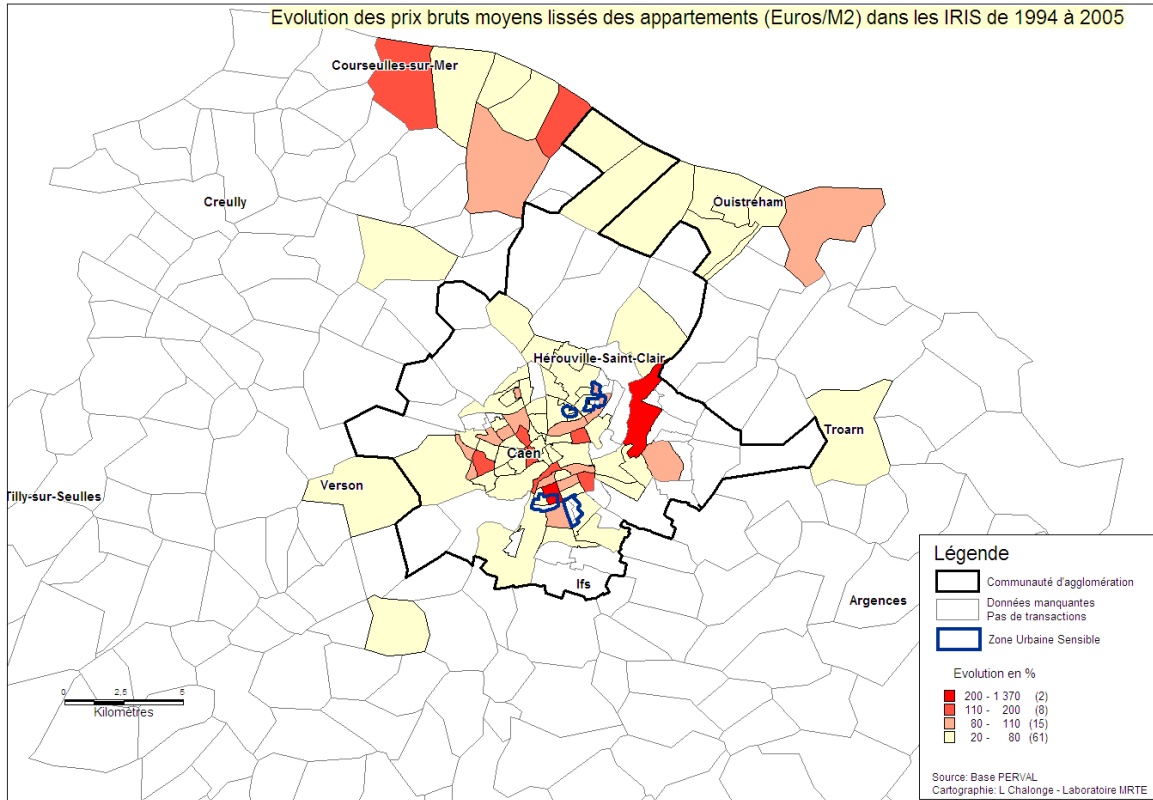 Evolution des prix bruts moyens lissés des appartements (Euros/M2) dans les IRIS de 1994 à 2005
Courseulles-sur-Mer
Creully
Ouistréham
Hérouville-Saint-Clair
Troarn
Caen
Verson
Tilly-sur-Seulles
Ifs
Argences
0 2,5 5
Kilomètres
Légende
Communauté d'agglomération
Données manquantes
Pas de transactions
Zone Urbaine Sensible
Evolution en %
200 - 1 370 (2)
110 - 200 (8)
80 - 110 (15)
20 - 80 (61)
Source: Base PERVAL
Cartographie: L Chalonge - Laboratoire MRTE